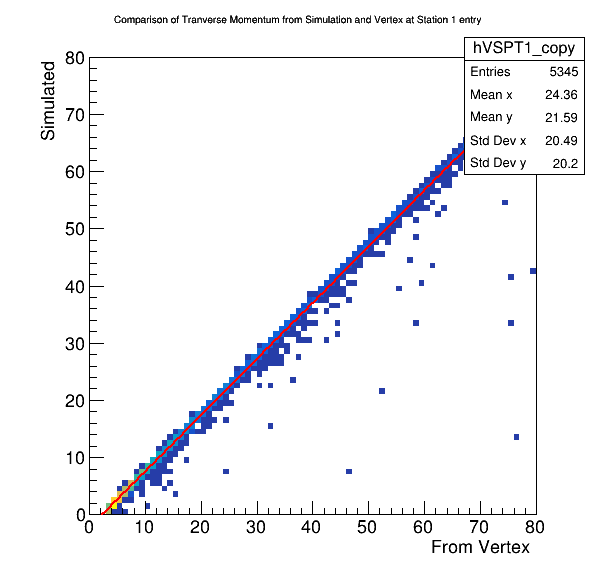 Comparison of Tranverse Momentum from Simulation and Vertex at Station 1 entry
hVSPT1_copy
Entries 5345
Mean x 24.36
Mean y 21.59
Std Dev x 20.49
Std Dev y 20.2
Simulated
80
70
60
50
40
30
20
10
0
0 10 20 30 40 50 60 70 80
From Vertex